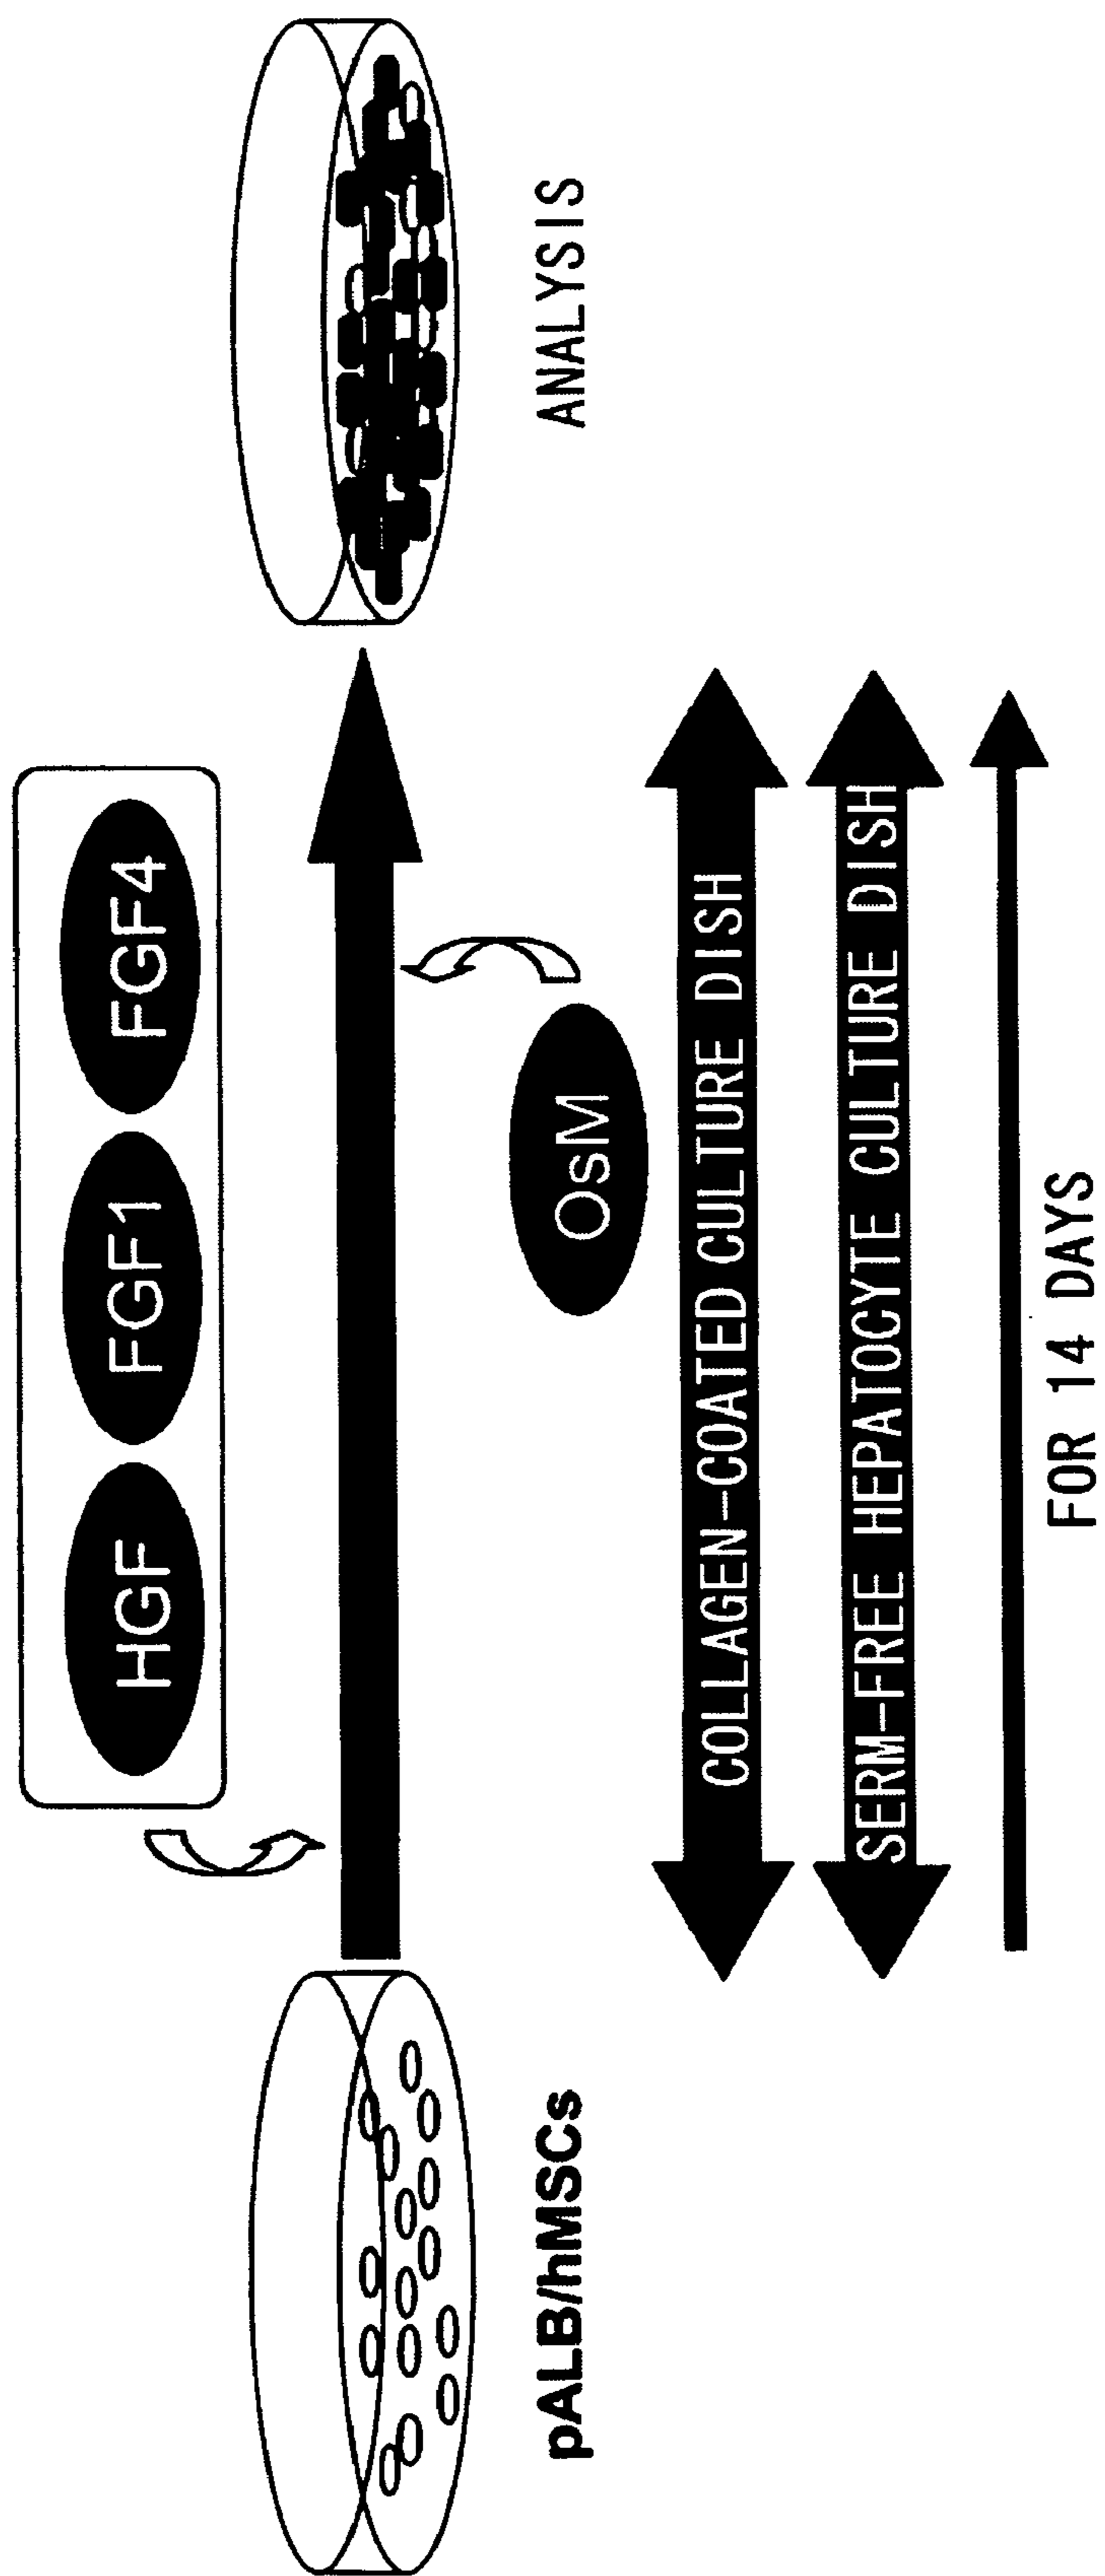 HGF FGF1 FGF4
OsM
pALB/hMSCs
ANALYSIS
COLLAGEN-COATED CULTURE DISH
SERM-FREE HEPATOCYTE CULTURE DISH
FOR 14 DAYS